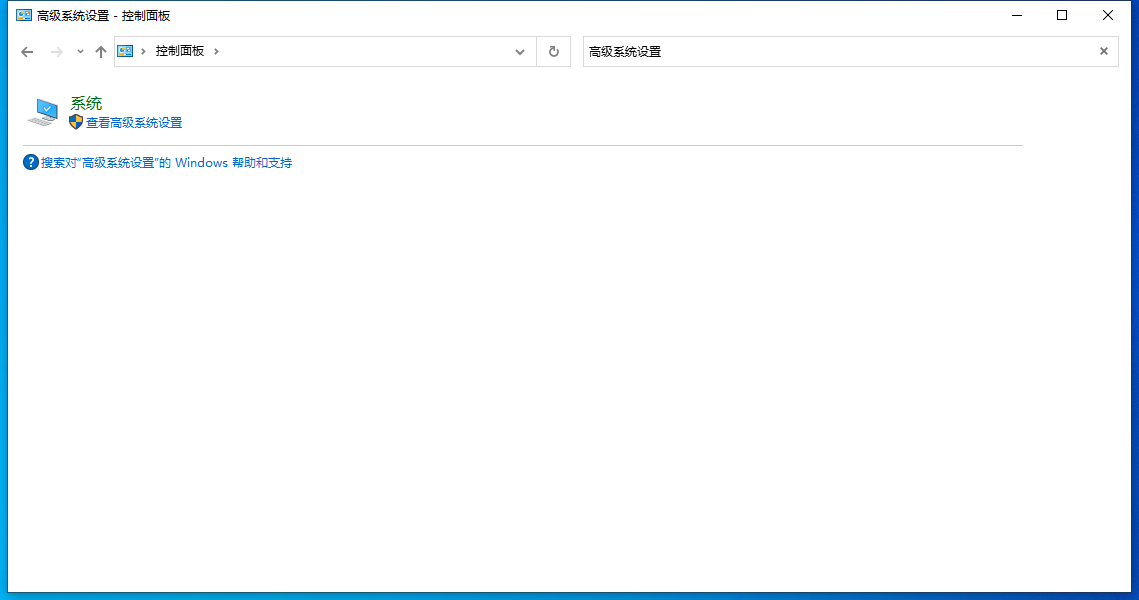 高级系统设置 - 控制面板
控制面板
高级系统设置
系统
查看高级系统设置
搜索对"高级系统设置"的 Windows 帮助和支持